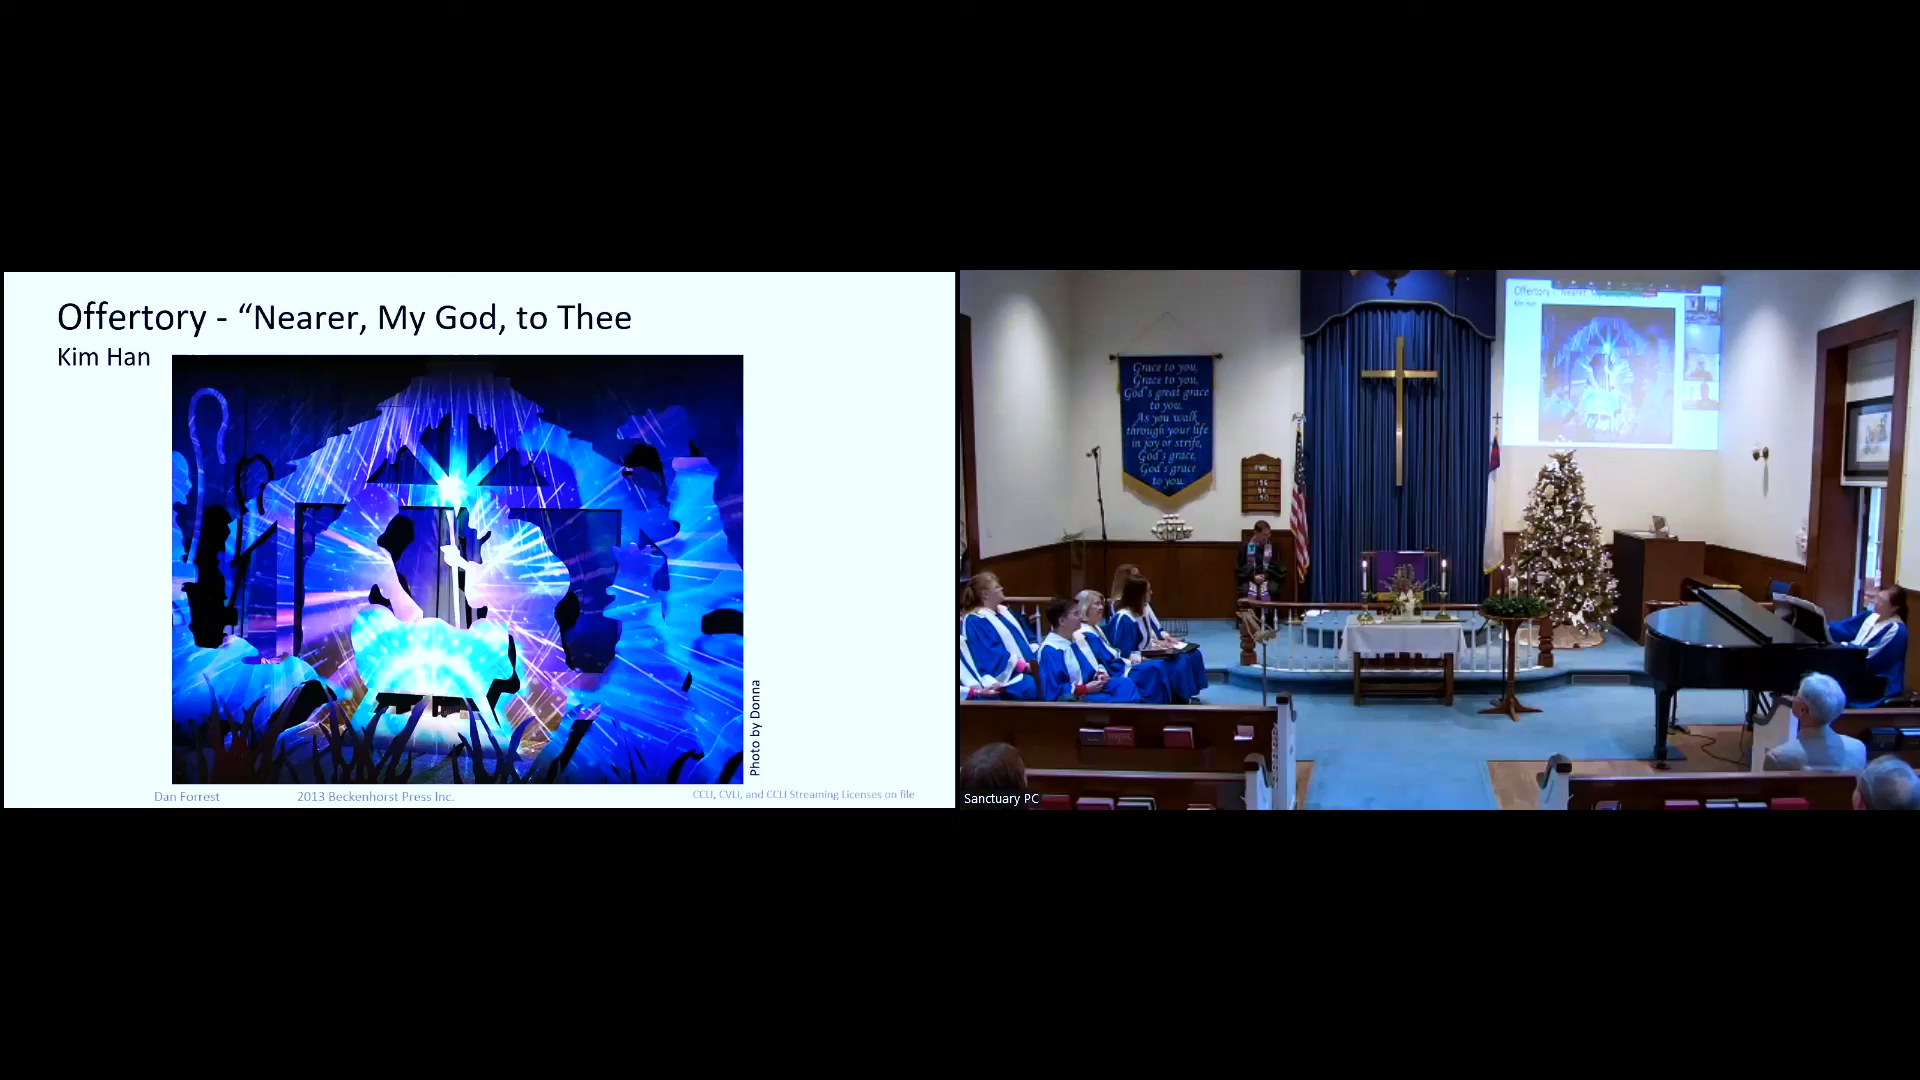 Offertory - “Nearer, My God, to Thee
Kim Han
Photo by Donna
Dan Forrest
2013 Beckenhorst Press Inc.
CCLI, CVLI, and CCLI Streaming Licenses on file
Grace to you,
Grace to you,
God's great grace
to you.
As you walk
through your life
in joy or strife,
God's grace,
God's grace
to you.
Sanctuary PC